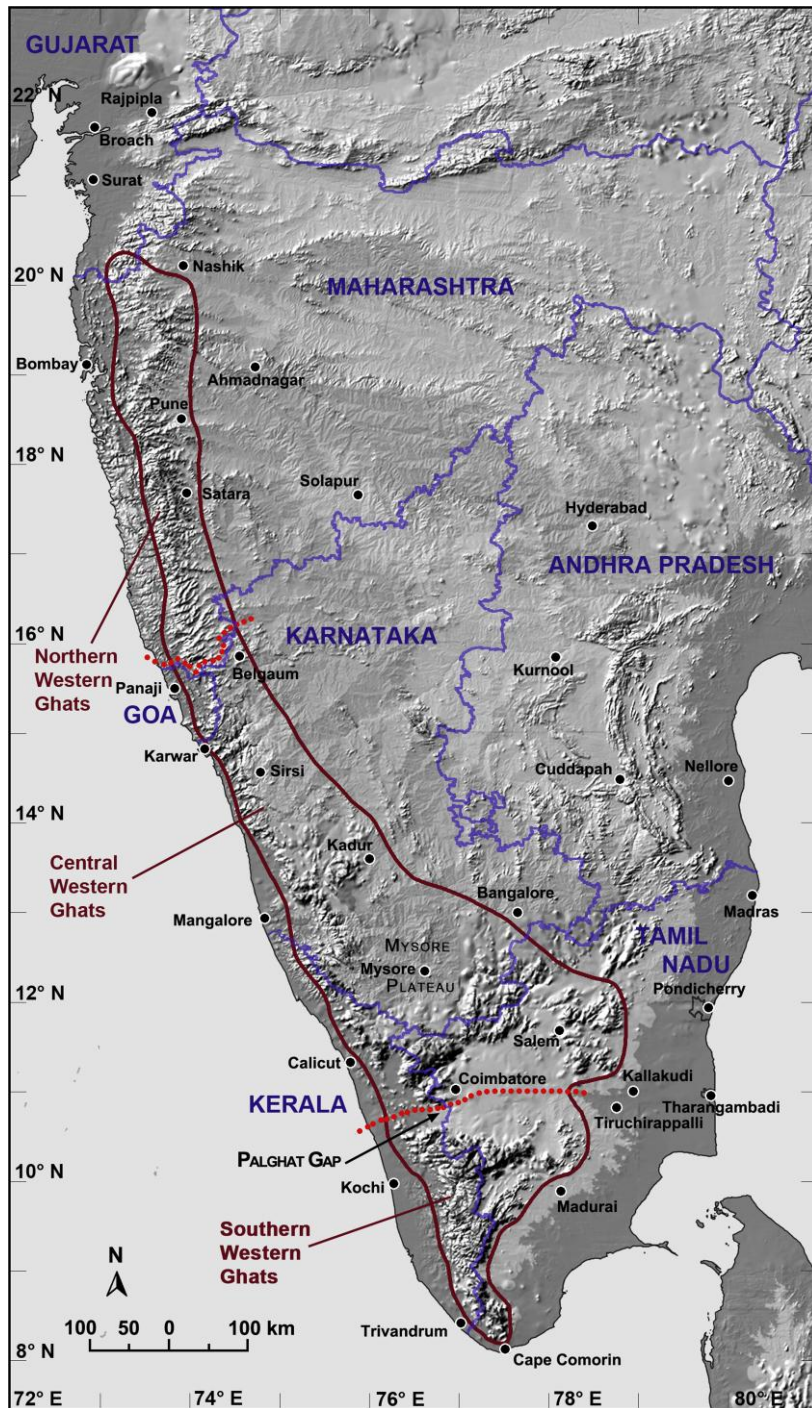 GUJARAT
22° N
Rajpipla
Broach
Surat
20° N
Nashik
MAHARASHTRA
Bombay
Ahmadnagar
Pune
18° N
Satara
Solapur
Hyderabad
ANDHRA PRADESH
16° N
KARNATAKA
Northern
Western
Ghats
Belgaum
Kurnool
Panaji
GOA
Karwar
Sirsi
Cuddapah
Nellore
14° N
Central
Western
Ghats
Kadur
Bangalore
Madras
Mangalore
TAMIL
NADU
MYSORE
Mysore
PLATEAU
12° N
Pondicherry
Salem
Calicut
Coimbatore
Kallakudi
KERALA
Tharangambadi
Tiruchirappalli
PALGHAT GAP
10° N
Kochi
Madurai
Southern
Western
Ghats
N
100 50 0 100 km
Trivandrum
8° N
Cape Comorin
72° E 74° E 76° E 78° E 80° E